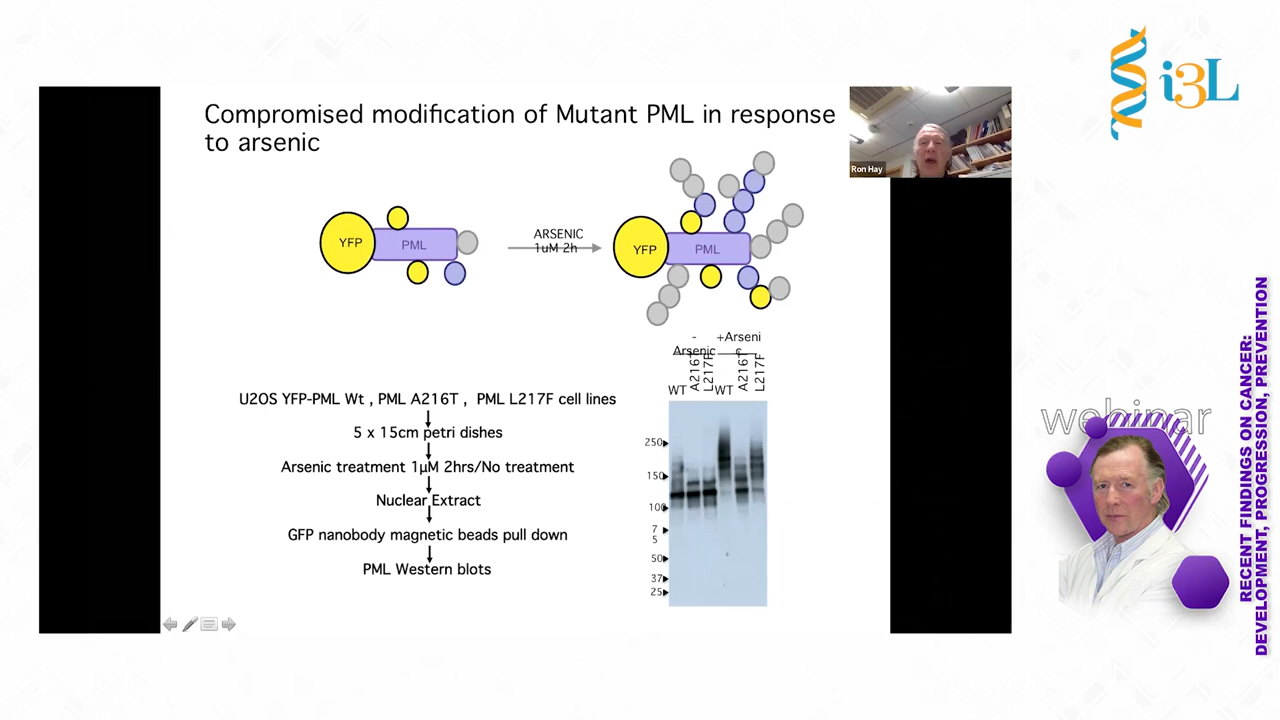 i3L
Compromised modification of Mutant PML in response
to arsenic
Ron Hay
YFP
PML
ARSENIC
1uM 2h
YFP
PML
-
Arsenic
+Arseni
c
WT
A216T
L217F
WT
A216T
L217F
250
150
100
7
5
50
37
25
U2OS YFP-PML Wt , PML A216T , PML L217F cell lines
5 x 15cm petri dishes
Arsenic treatment 1µM 2hrs/No treatment
Nuclear Extract
GFP nanobody magnetic beads pull down
PML Western blots
webinar
RECENT FINDINGS ON CANCER:
DEVELOPMENT, PROGRESSION, PREVENTION